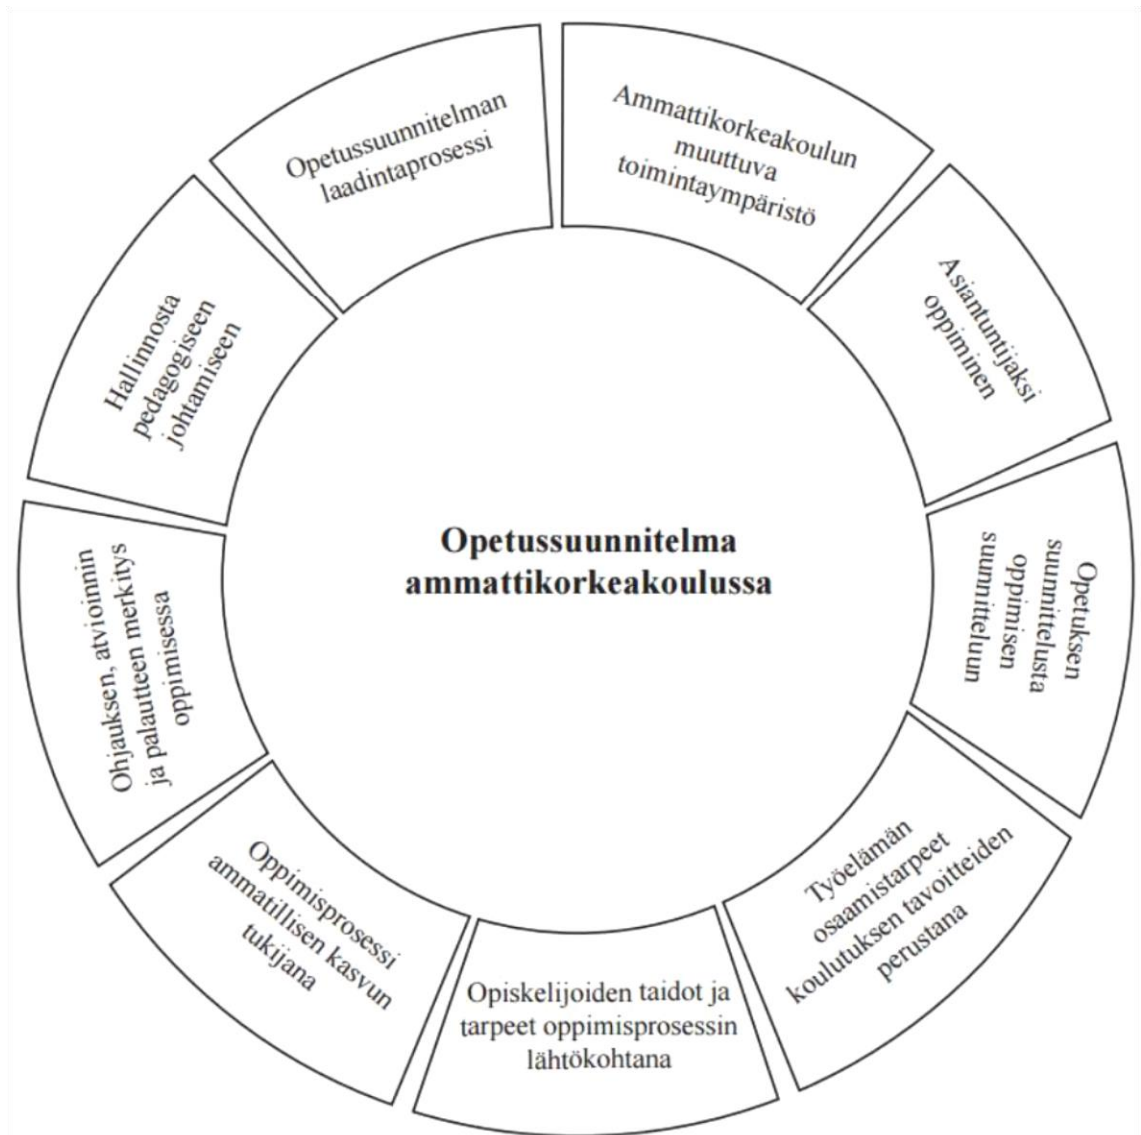 Opetussuunnitelman
laadintaprosessi
Ammattikorkeakoulun
muuttuva
toimintaympäristö
Asiantuntijaksi
oppiminen
Opetuksen
suunnittelusta
oppimisen
suunnitteluun
Työelämän
osaamistarpeet
koulutuksen tavoitteiden
perustana
Opiskelijoiden taidot ja
tarpeet oppimisprosessin
lähtökohtana
Oppimisprosessi
ammatillisen kasvun
tukijana
Ohjauksen, atvioinnin
ja palautteen merkitys
oppimisessa
Hallinnosta
pedagogiseen
johtamiseen
Opetussuunnitelma
ammattikorkeakoulussa